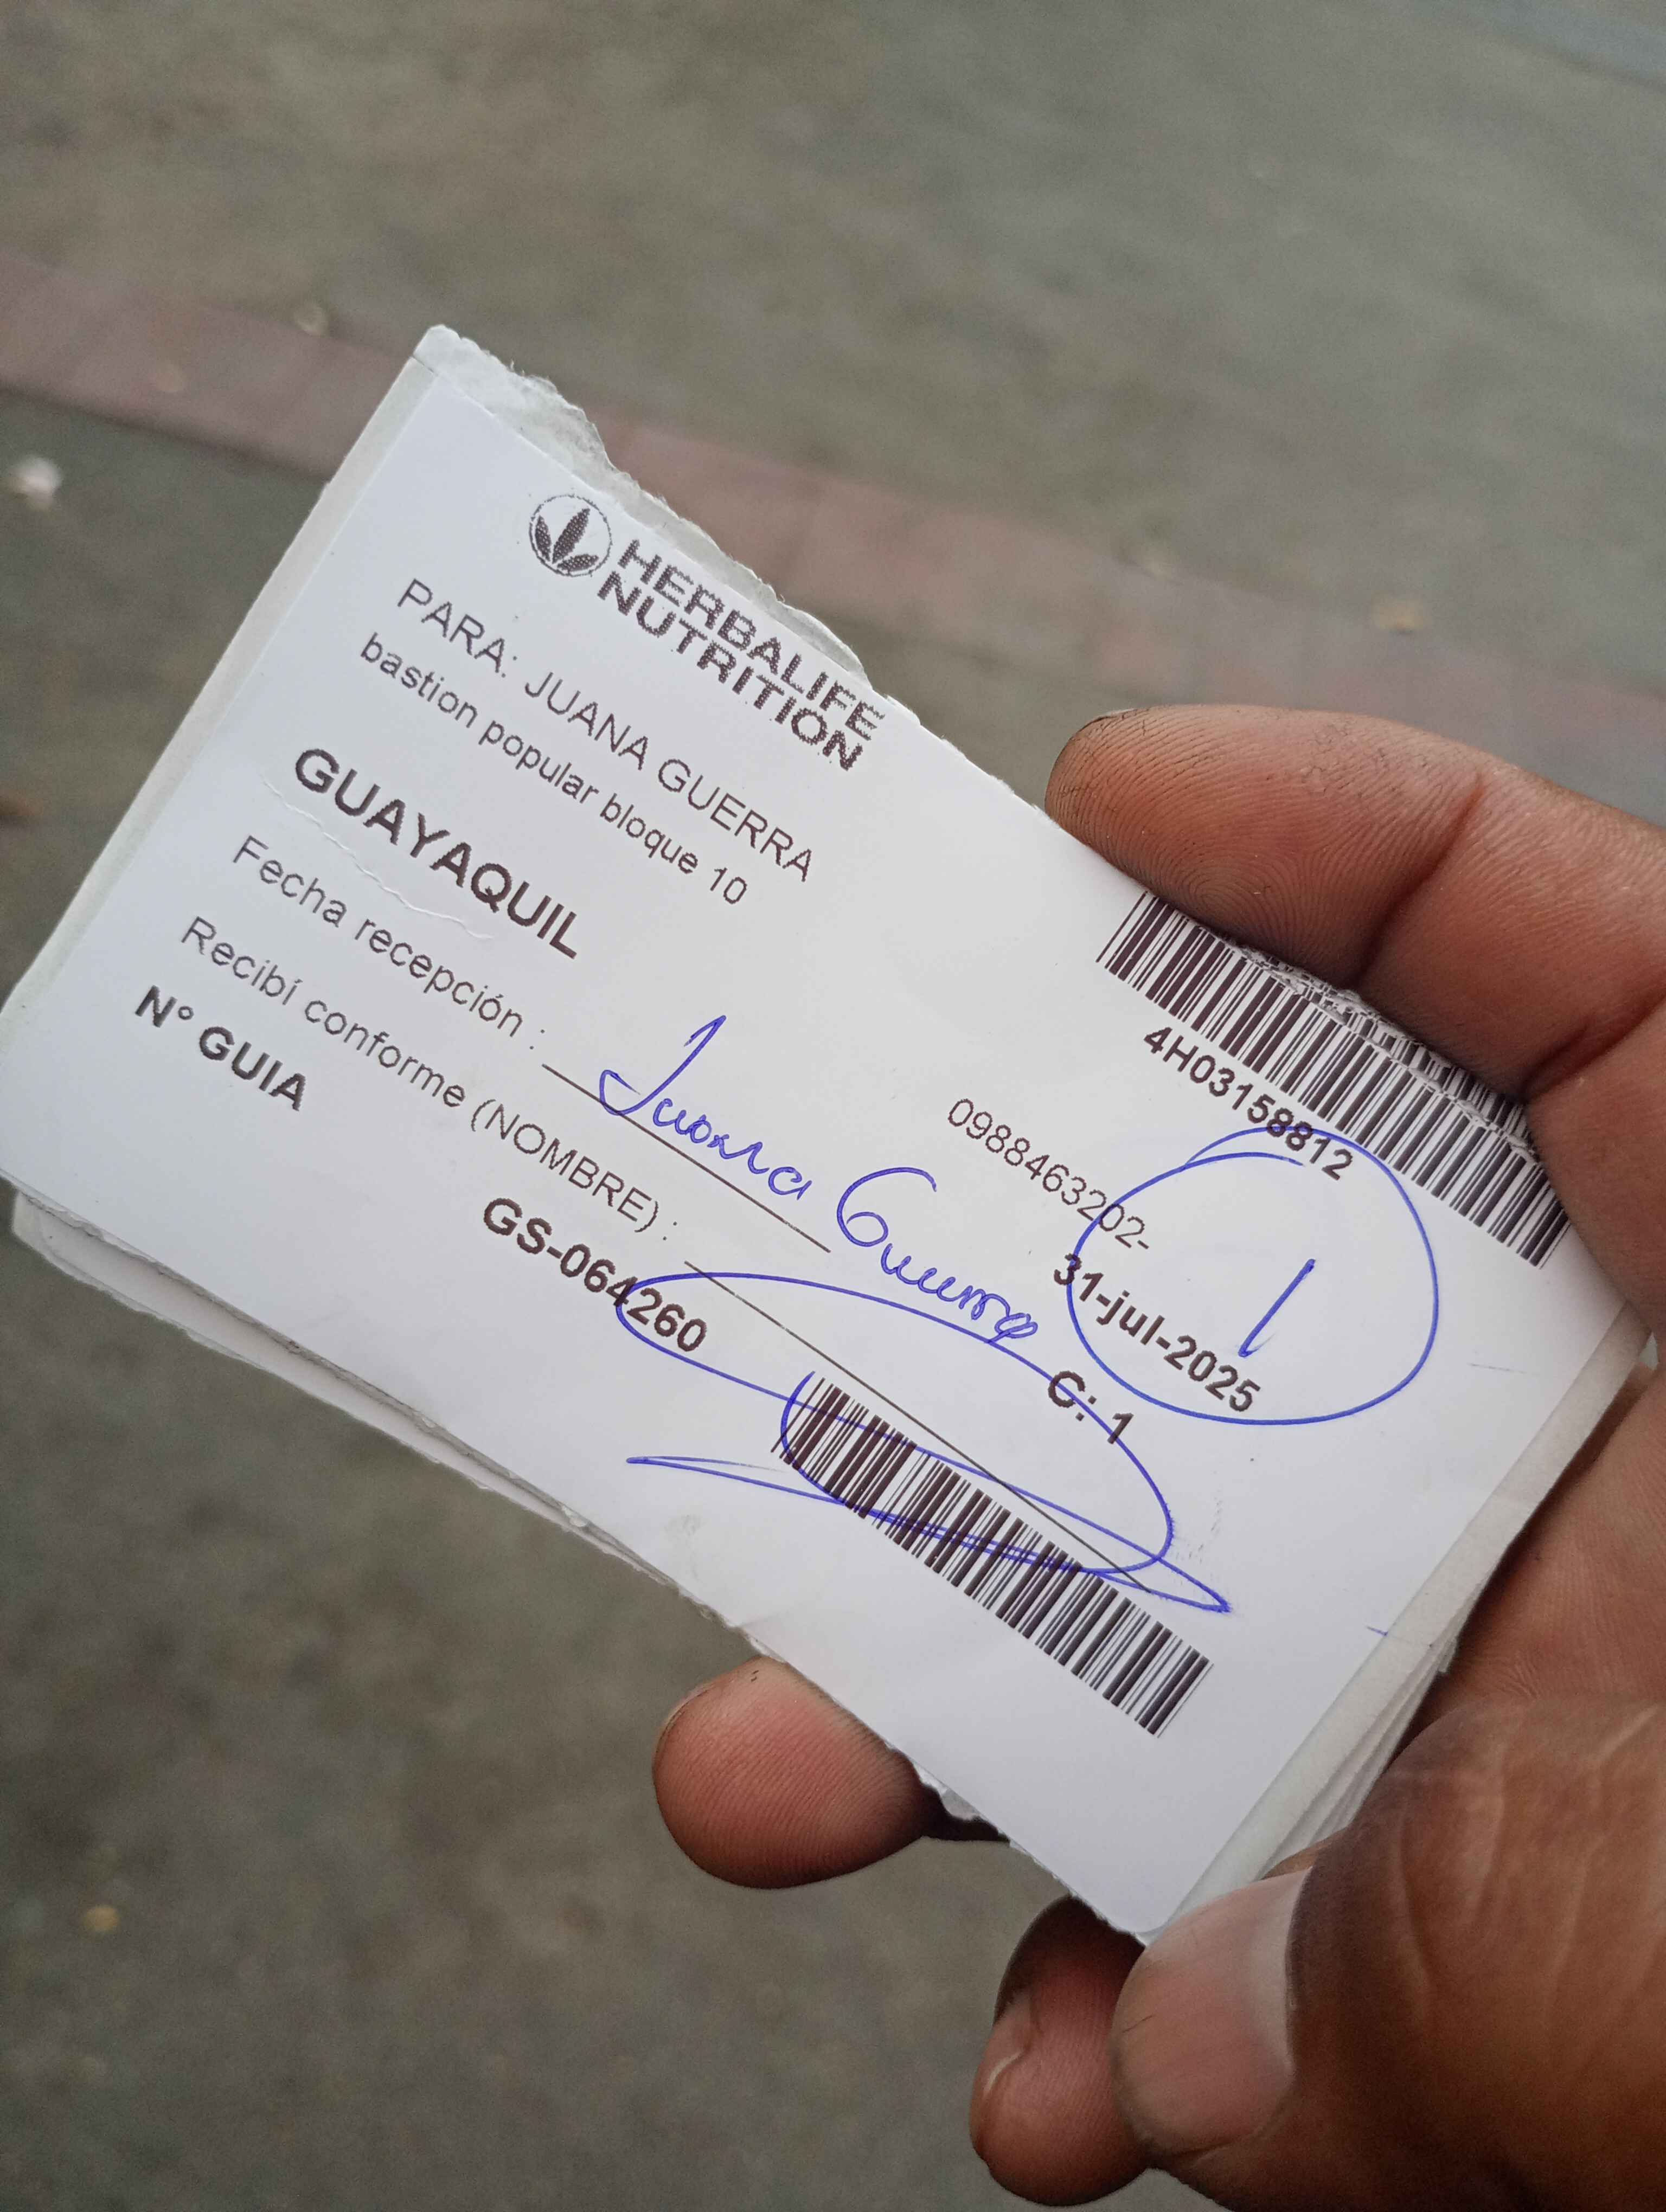 HERBALIFE
NUTRITION
PARA: JUANA GUERRA
bastion popular bloque 10
GUAYAQUIL
4H03158812
0988463202-
31-jul-2025
1
Fecha recepción :
Juana Guerra
Recibí conforme (NOMBRE) :
C: 1
N° GUIA
GS-064260